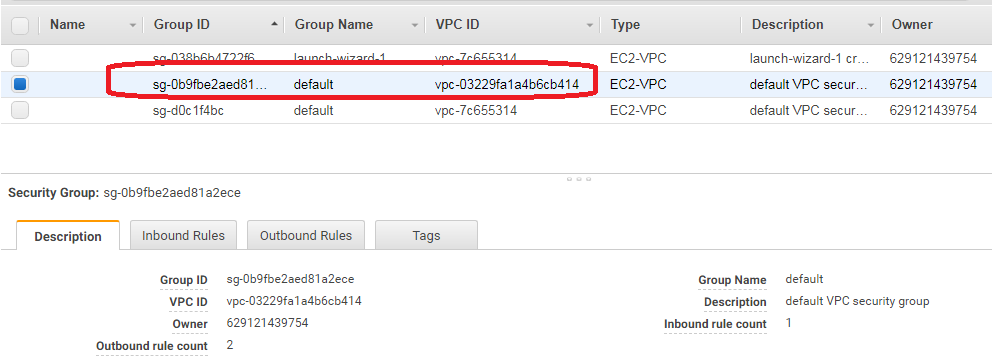 Name Group ID Group Name VPC ID Type Description Owner
sg-038b6b4722f6... launch-wizard-1 vpc-7c655314 EC2-VPC launch-wizard-1 cr... 629121439754
sg-0b9fbe2aed81... default vpc-03229fa1a4b6cb414 EC2-VPC default VPC secur... 629121439754
sg-d0c1f4bc default vpc-7c655314 EC2-VPC default VPC secur... 629121439754
Security Group: sg-0b9fbe2aed81a2ece
Description Inbound Rules Outbound Rules Tags
Group ID sg-0b9fbe2aed81a2ece Group Name default
VPC ID vpc-03229fa1a4b6cb414 Description default VPC security group
Owner 629121439754 Inbound rule count 1
Outbound rule count 2